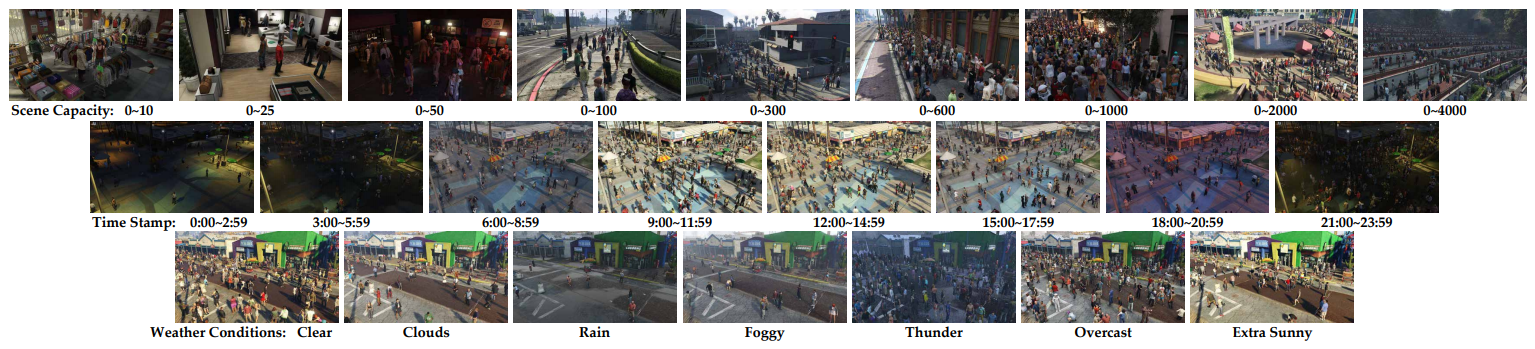 Scene Capacity: 0~10 0~25 0~50 0~100 0~300 0~600 0~1000 0~2000 0~4000
Time Stamp: 0:00~2:59 3:00~5:59 6:00~8:59 9:00~11:59 12:00~14:59 15:00~17:59 18:00~20:59 21:00~23:59
Weather Conditions: Clear Clouds Rain Foggy Thunder Overcast Extra Sunny